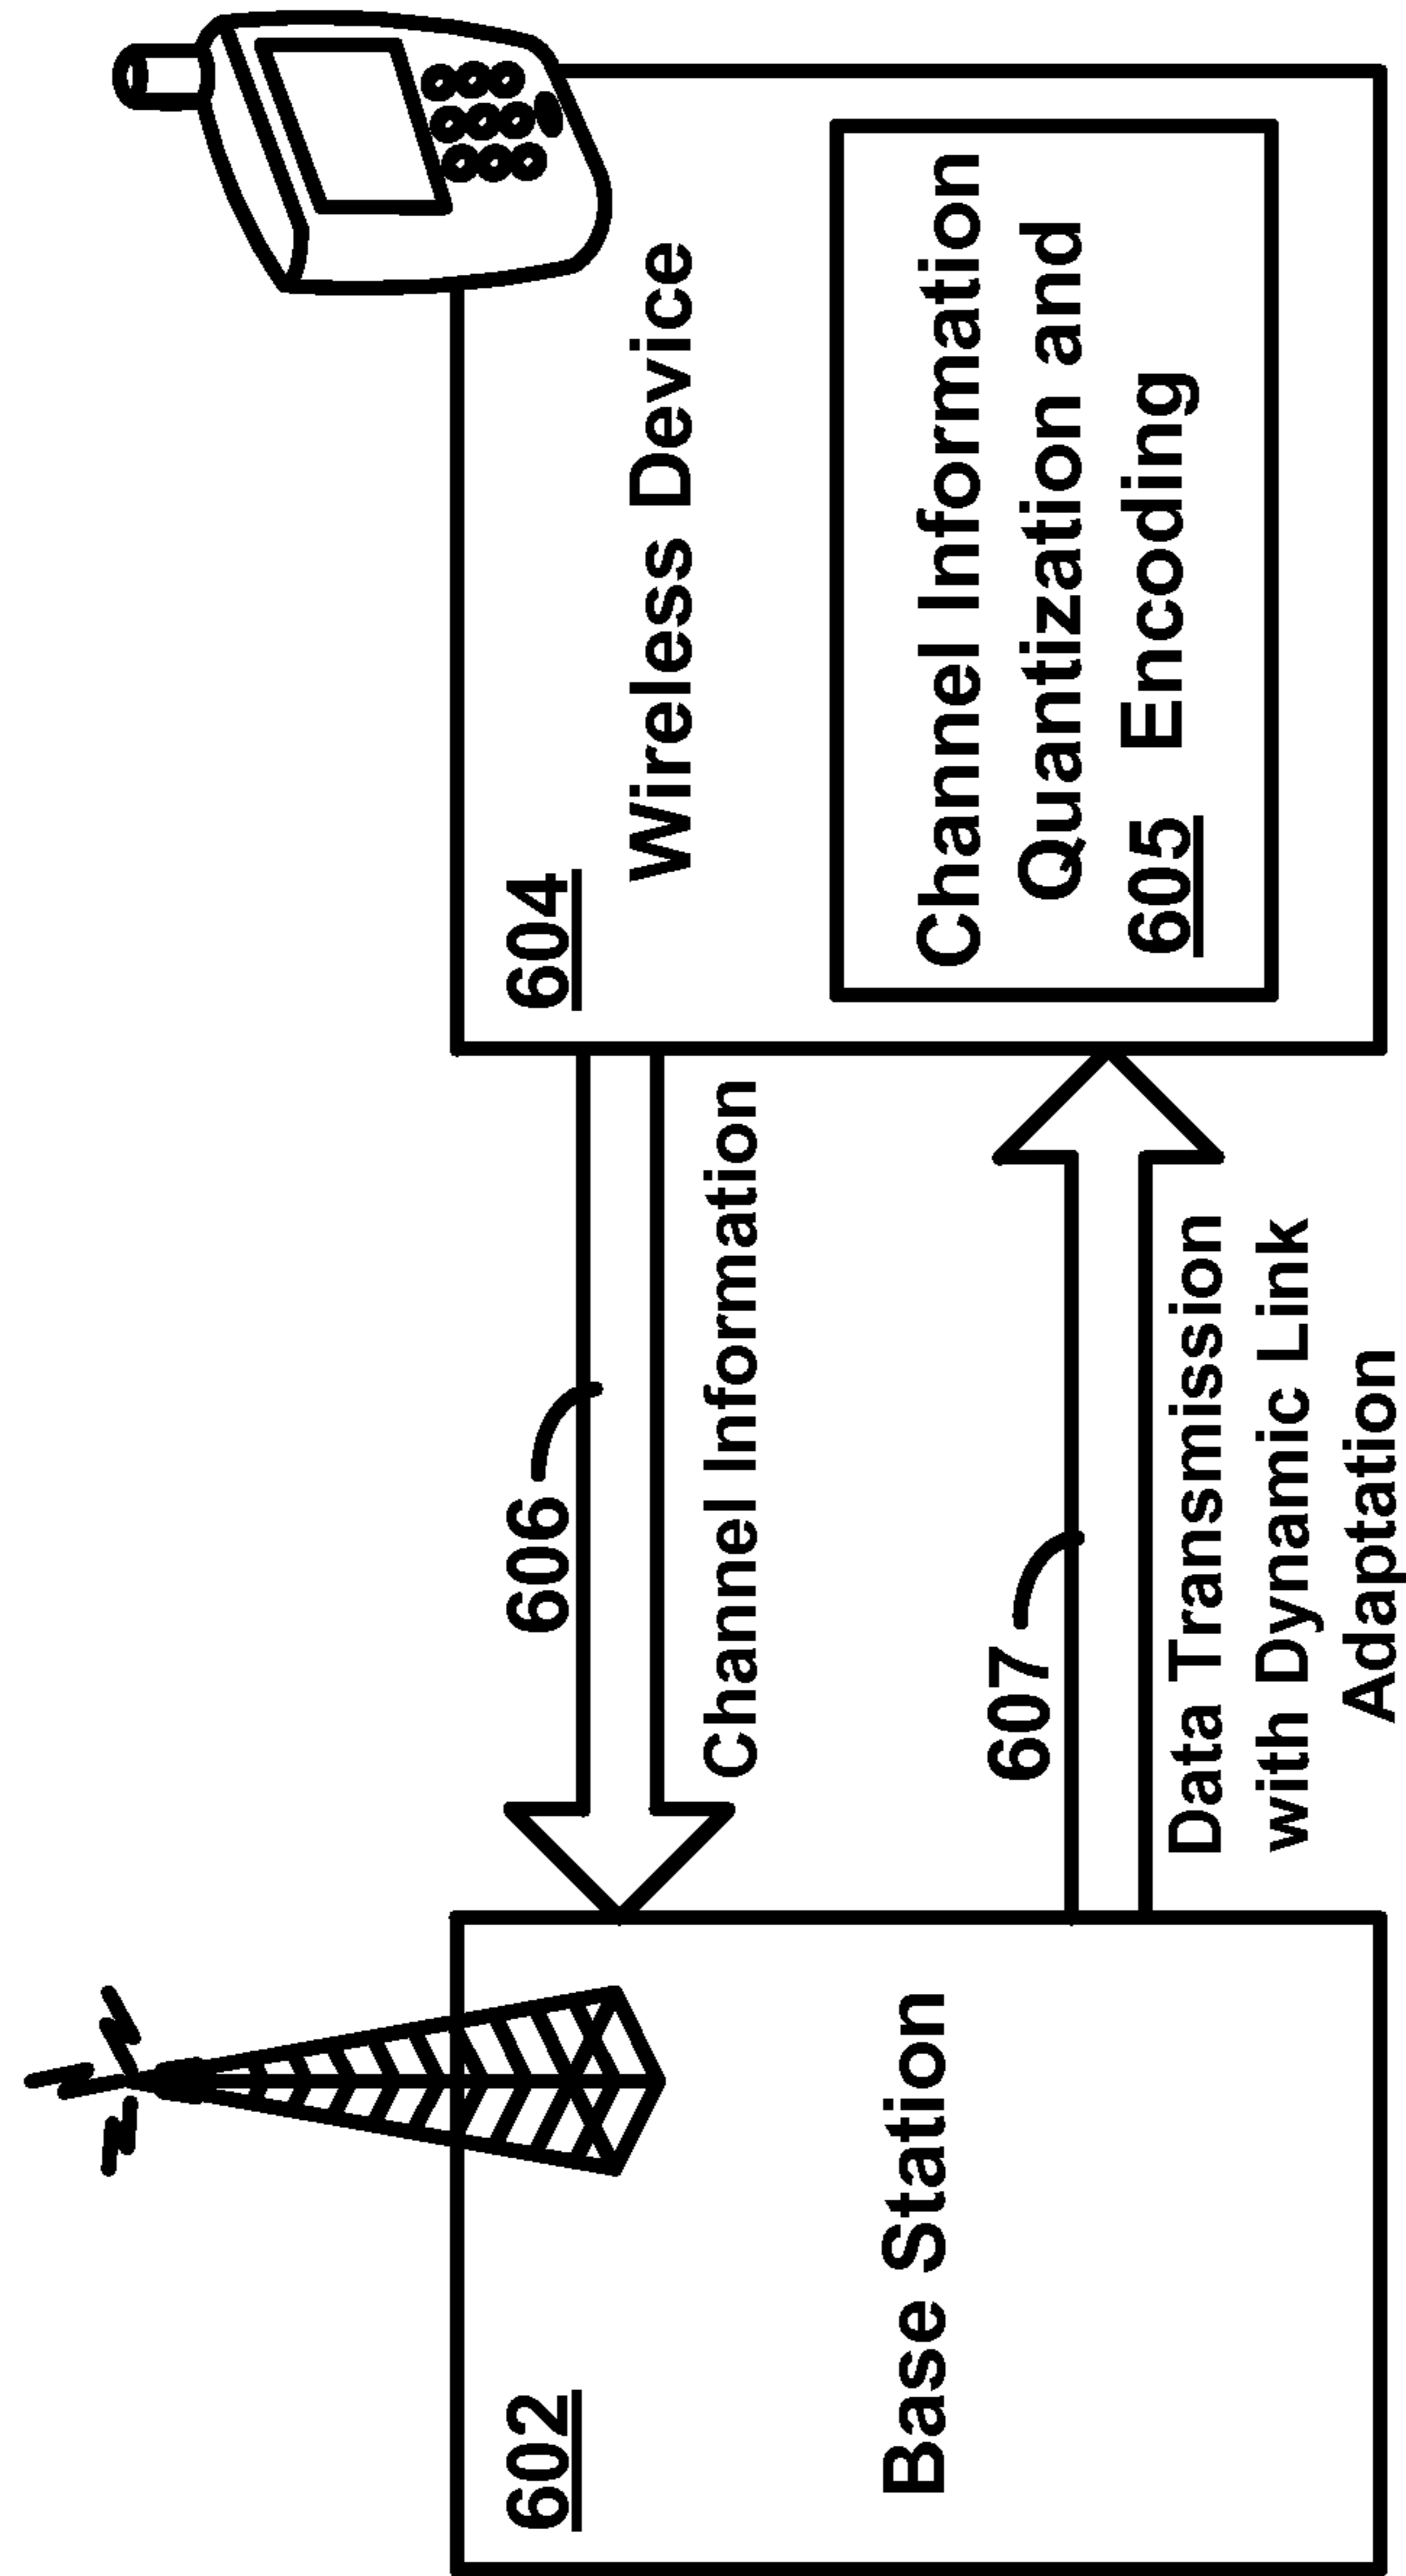 602
Base Station
606
Channel Information
607
Data Transmission
with Dynamic Link
Adaptation
604
Wireless Device
Channel Information
Quantization and
605 Encoding